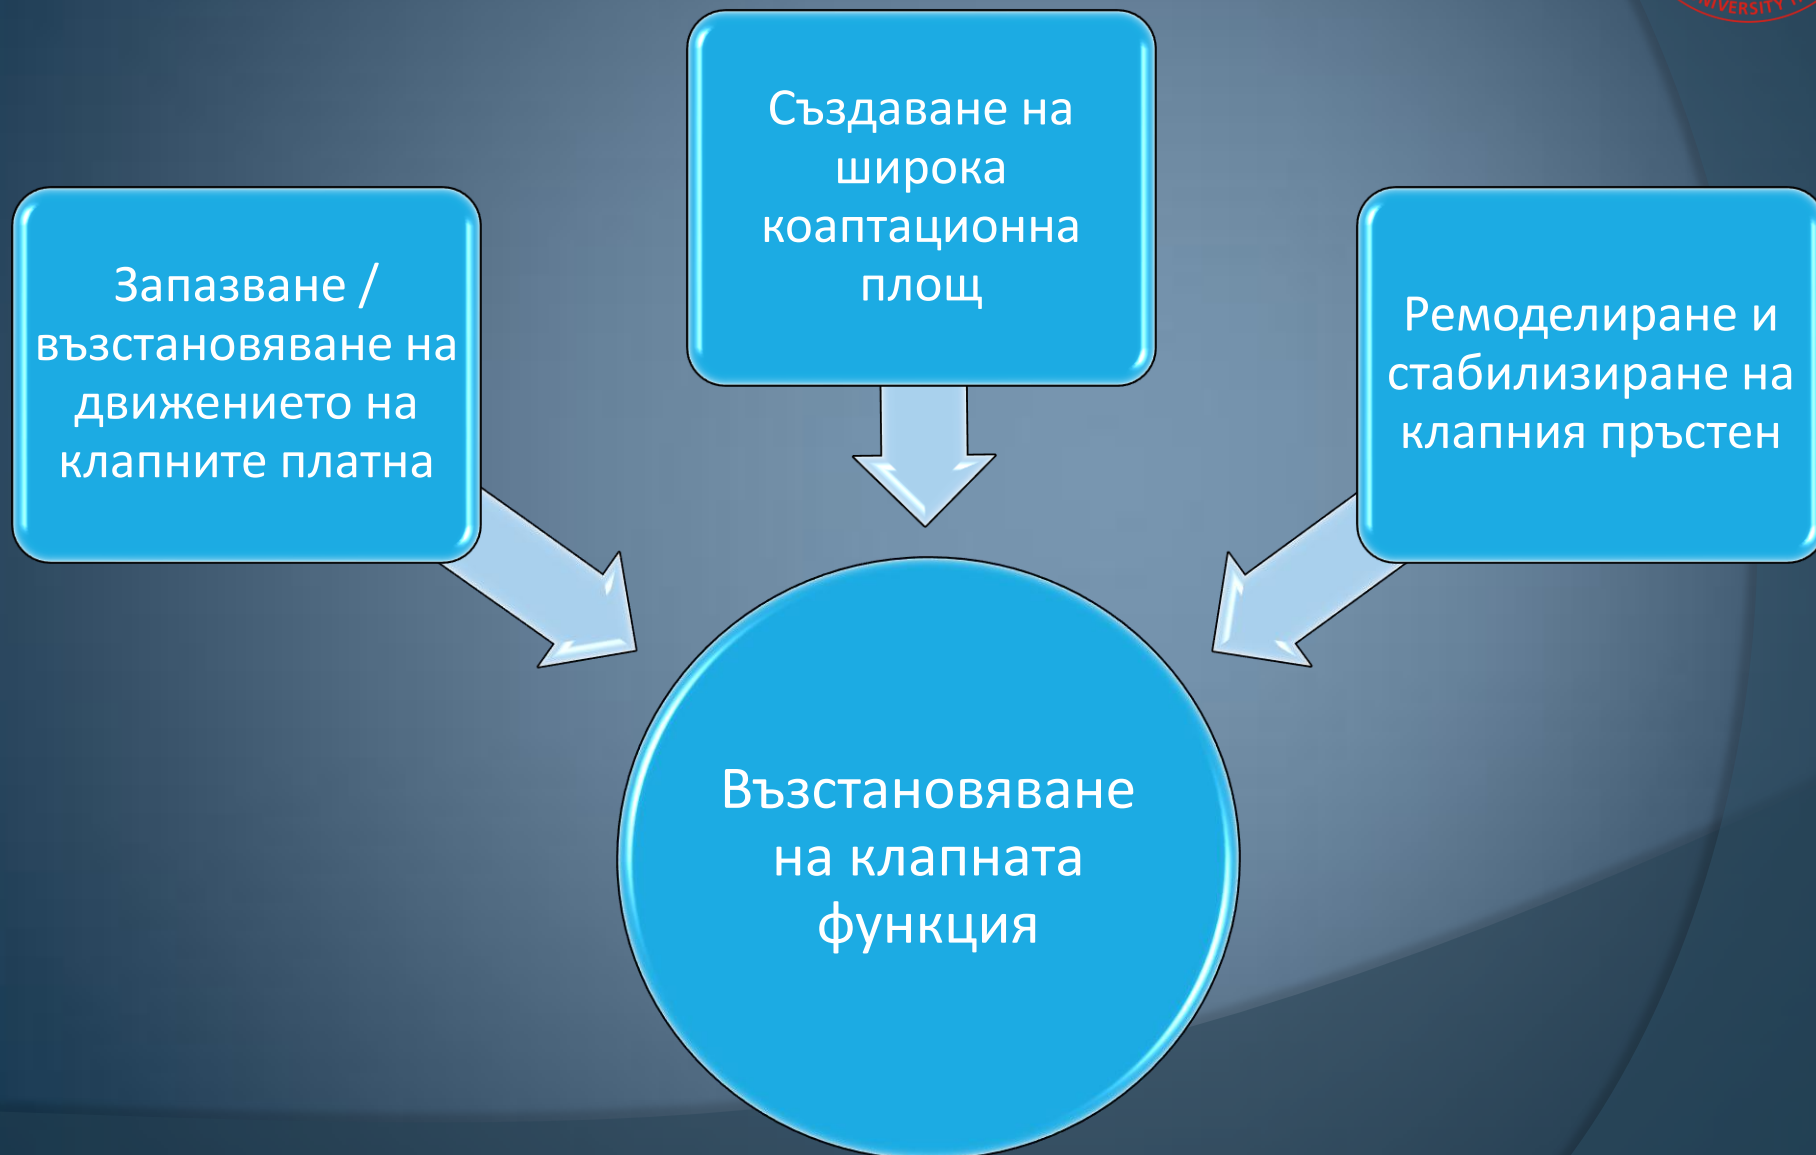 Запазване /
възстановяване на
движението на
клапните платна
Създаване на
широка
коаптационна
площ
Ремоделиране и
стабилизиране на
клапния пръстен
Възстановяване
на клапната
функция